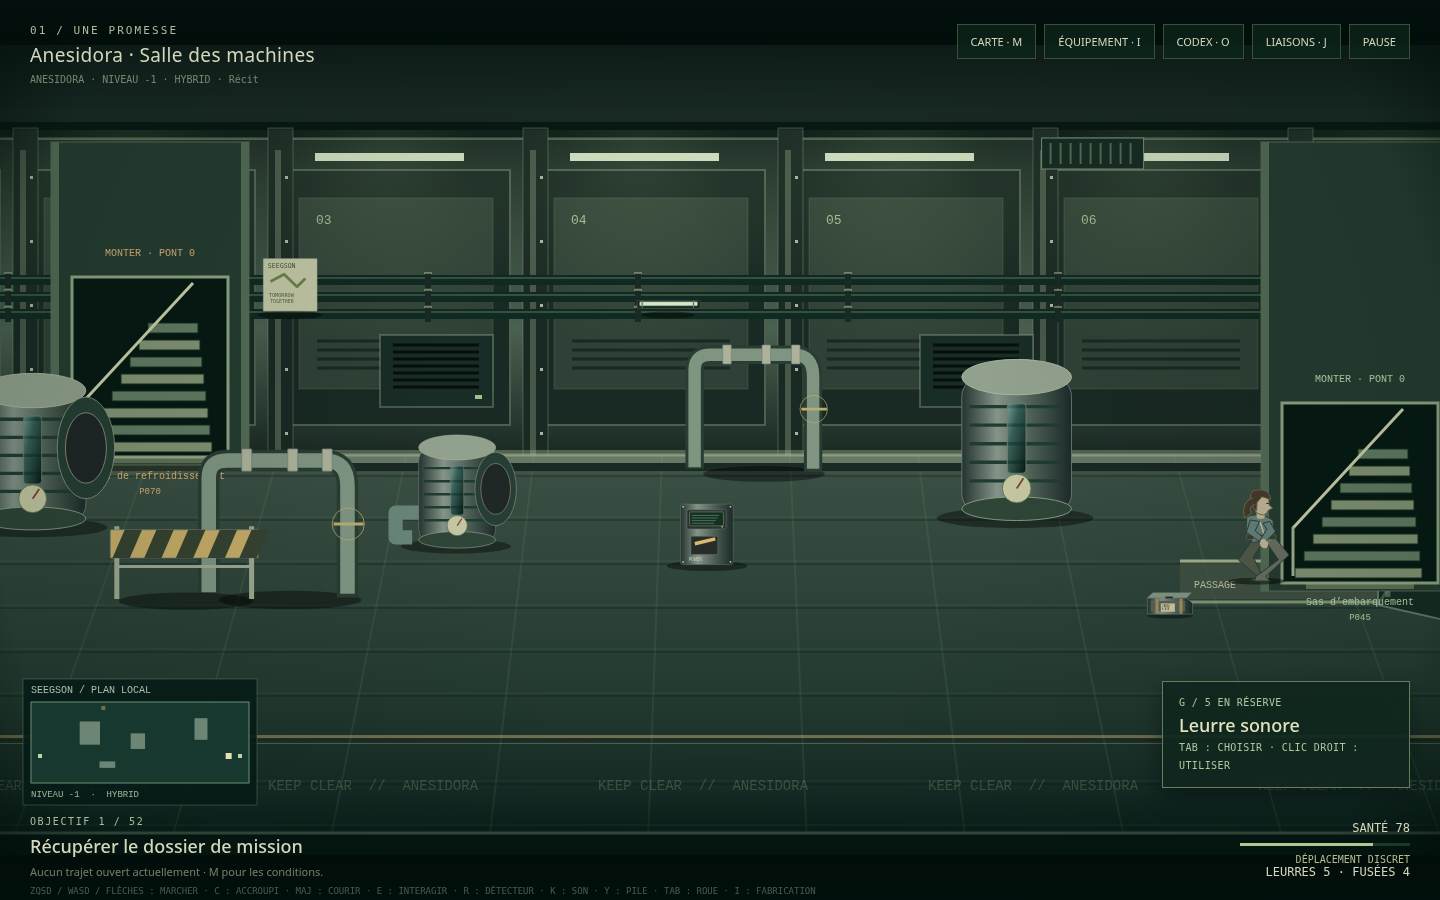 01 / UNE PROMESSE
Anesidora · Salle des machines
ANESIDORA · NIVEAU -1 · HYBRID · Récit
CARTE · M
ÉQUIPEMENT · I
CODEX · O
LIAISONS · J
PAUSE
03
04
05
06
MONTER · PONT 0
SEEGSON
TOMORROW
TOGETHER
MONTER · PONT 0
de refroidisse t
P070
PASSAGE
Sas d’embarquement
P045
SEEGSON / PLAN LOCAL
NIVEAU -1 · HYBRID
G / 5 EN RÉSERVE
Leurre sonore
TAB : CHOISIR · CLIC DROIT :
UTILISER
KEEP CLEAR // ANESIDORA
KEEP CLEAR // ANESIDORA
KEEP CLEAR // ANESIDORA
OBJECTIF 1 / 52
Récupérer le dossier de mission
Aucun trajet ouvert actuellement · M pour les conditions.
ZQSD / WASD / FLÈCHES : MARCHER · C : ACCROUPI · MAJ : COURIR · E : INTERAGIR · R : DÉTECTEUR · K : SON · Y : PILE · TAB : ROUE · I : FABRICATION
SANTÉ 78
DÉPLACEMENT DISCRET
LEURRES 5 · FUSÉES 4